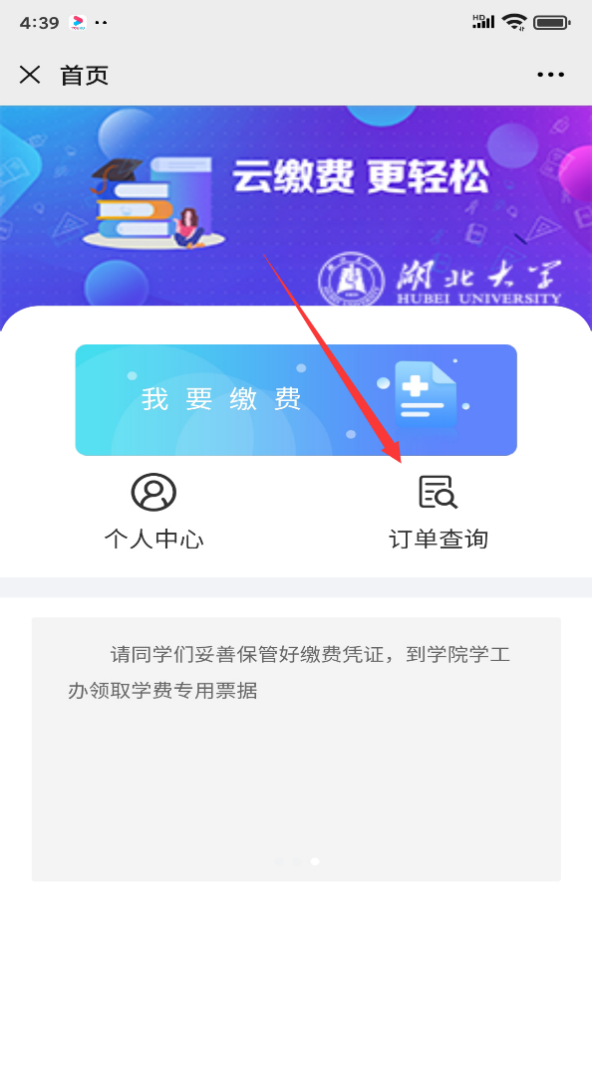 4:39
HD
首页
云缴费 更轻松
湖北大学
HUBEI UNIVERSITY
我要缴费
个人中心
订单查询
请同学们妥善保管好缴费凭证，到学院学工
办领取学费专用票据